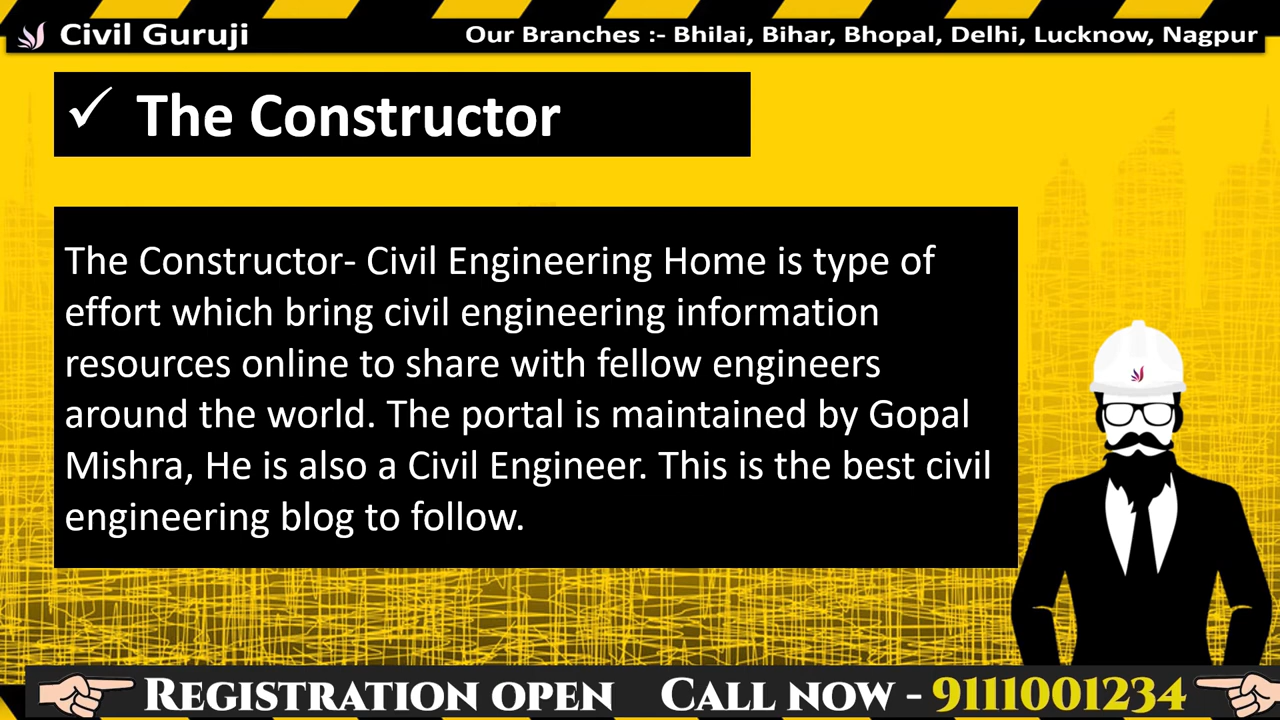 Civil Guruji
Our Branches :- Bhilai, Bihar, Bhopal, Delhi, Lucknow, Nagpur
✓ The Constructor
The Constructor- Civil Engineering Home is type of
effort which bring civil engineering information
resources online to share with fellow engineers
around the world. The portal is maintained by Gopal
Mishra, He is also a Civil Engineer. This is the best civil
engineering blog to follow.
REGISTRATION OPEN CALL NOW - 9111001234